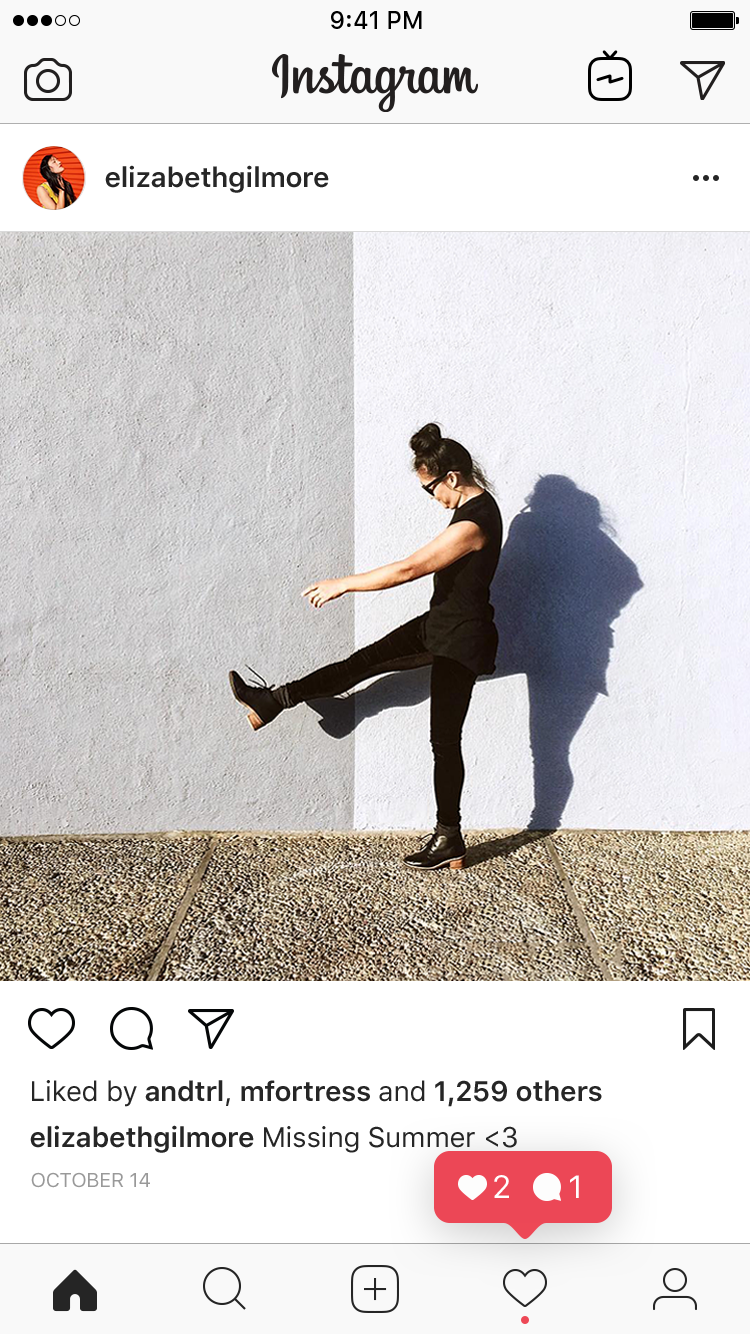 9:41 PM
Instagram
elizabethgilmore
Liked by andtrl, mfortress and 1,259 others
elizabethgilmore Missing Summer <3
OCTOBER 14
2 1